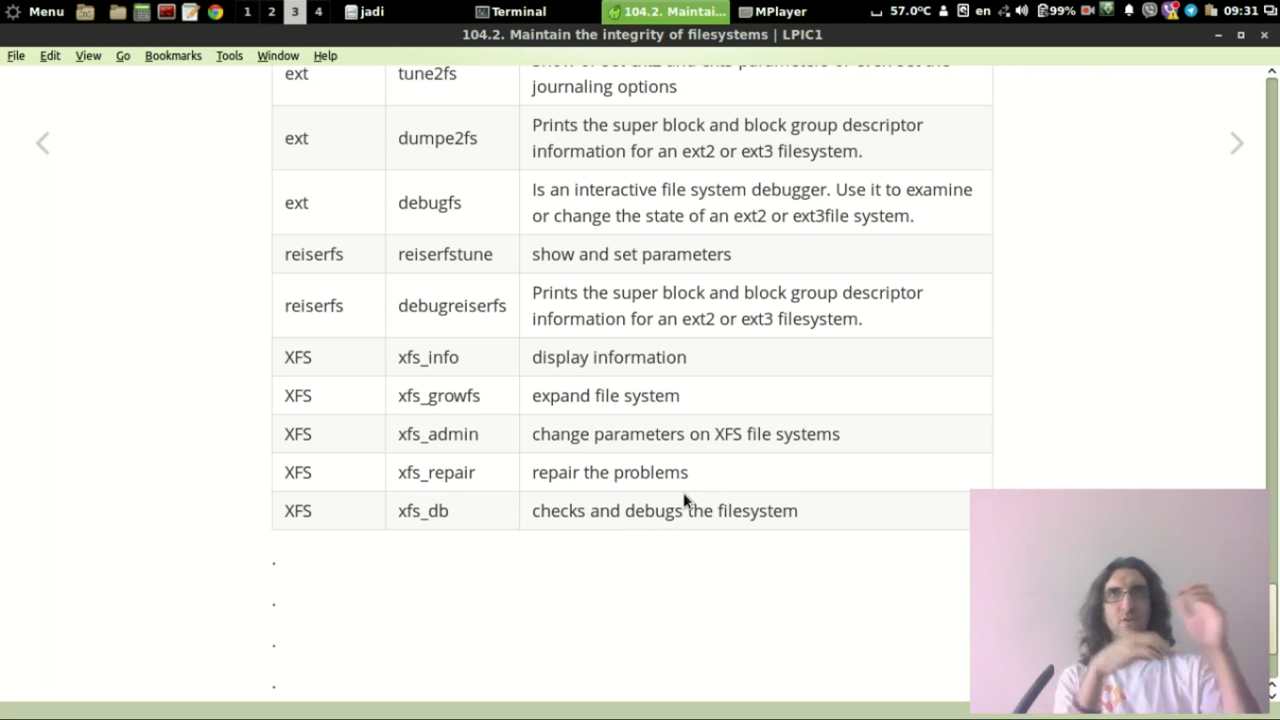 Menu 1 2 3 4 jadi Terminal 104.2. Maintai... MPlayer 57.0°C en 99% 09:31
104.2. Maintain the integrity of filesystems | LPIC1
File Edit View Go Bookmarks Tools Window Help
ext tune2fs
journaling options
ext dumpe2fs Prints the super block and block group descriptor
information for an ext2 or ext3 filesystem.
ext debugfs Is an interactive file system debugger. Use it to examine
or change the state of an ext2 or ext3file system.
reiserfs reiserfstune show and set parameters
reiserfs debugreiserfs Prints the super block and block group descriptor
information for an ext2 or ext3 filesystem.
XFS xfs_info display information
XFS xfs_growfs expand file system
XFS xfs_admin change parameters on XFS file systems
XFS xfs_repair repair the problems
XFS xfs_db checks and debugs the filesystem
.
.
.
.